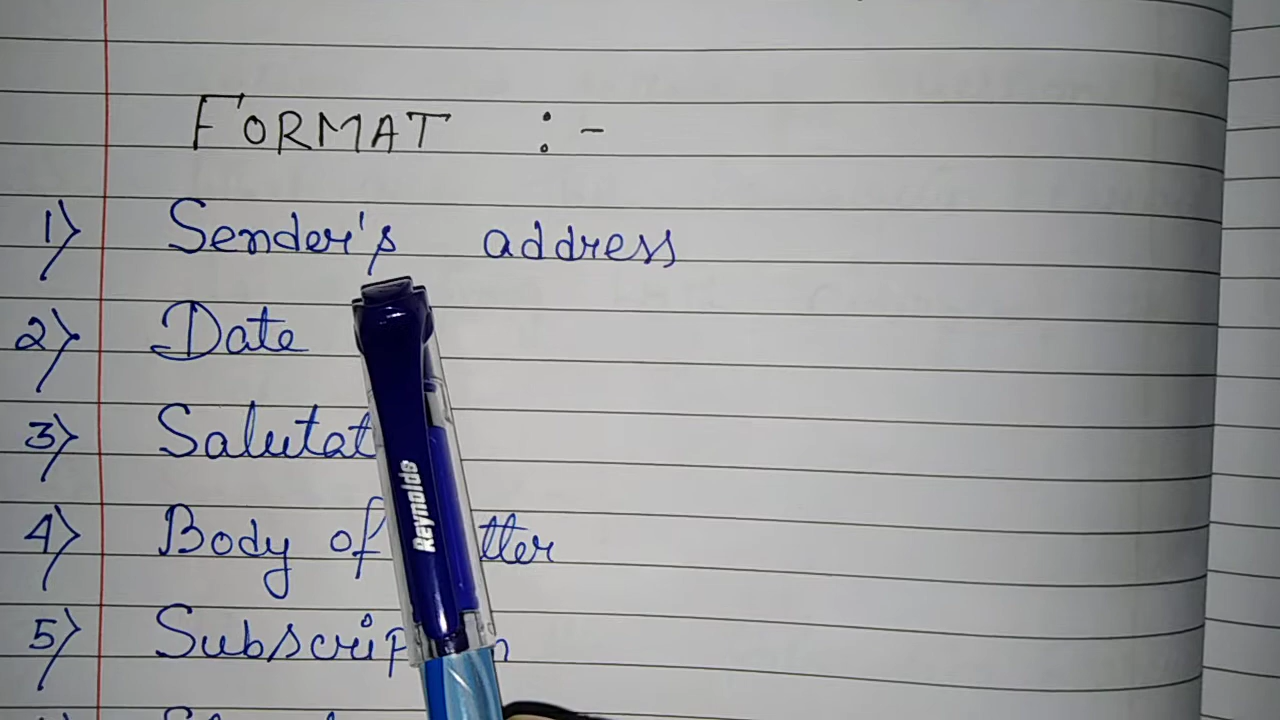 FORMAT :-
1) Sender's address
2) Date
3) Salutat
4) Body of tter
5) Subscrip n
Reynolds